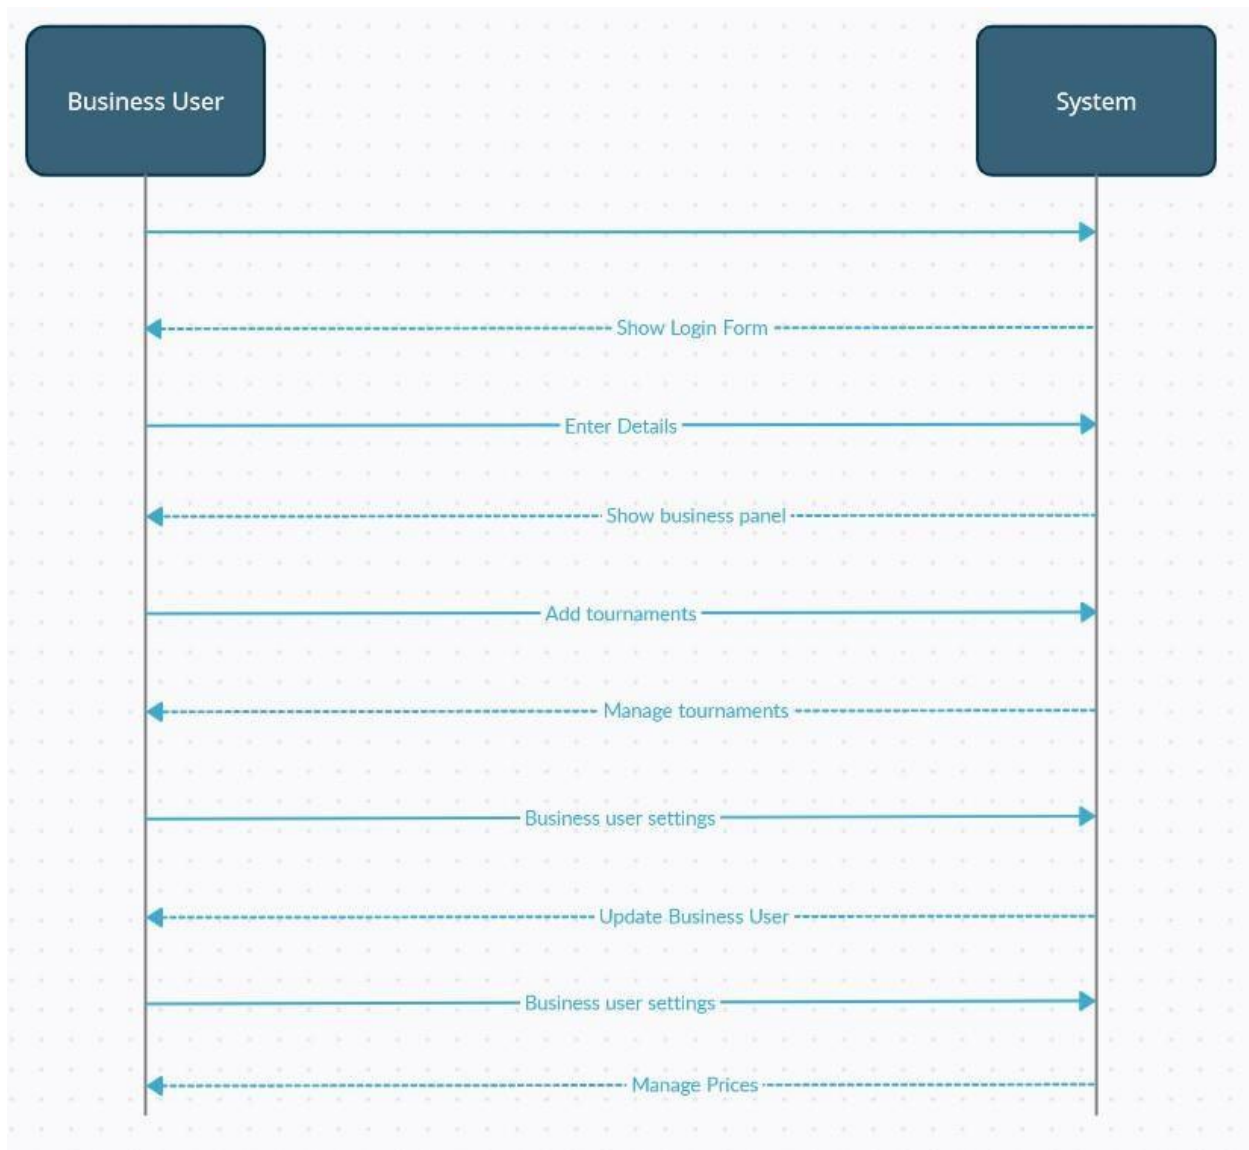 Business User
System
Show Login Form
Enter Details
Show business panel
Add tournaments
Manage tournaments
Business user settings
Update Business User
Business user settings
Manage Prices